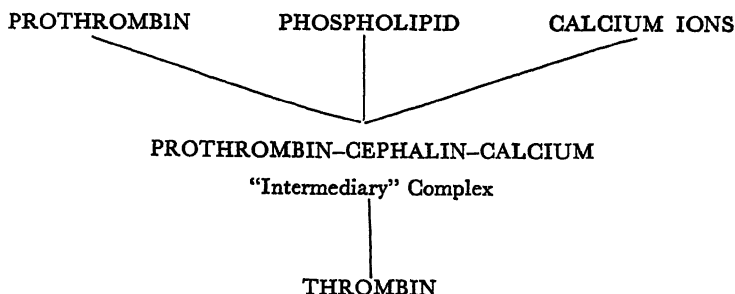 PROTHROMBIN PHOSPHOLIPID CALCIUM IONS
PROTHROMBIN–CEPHALIN–CALCIUM
“Intermediary” Complex
THROMBIN